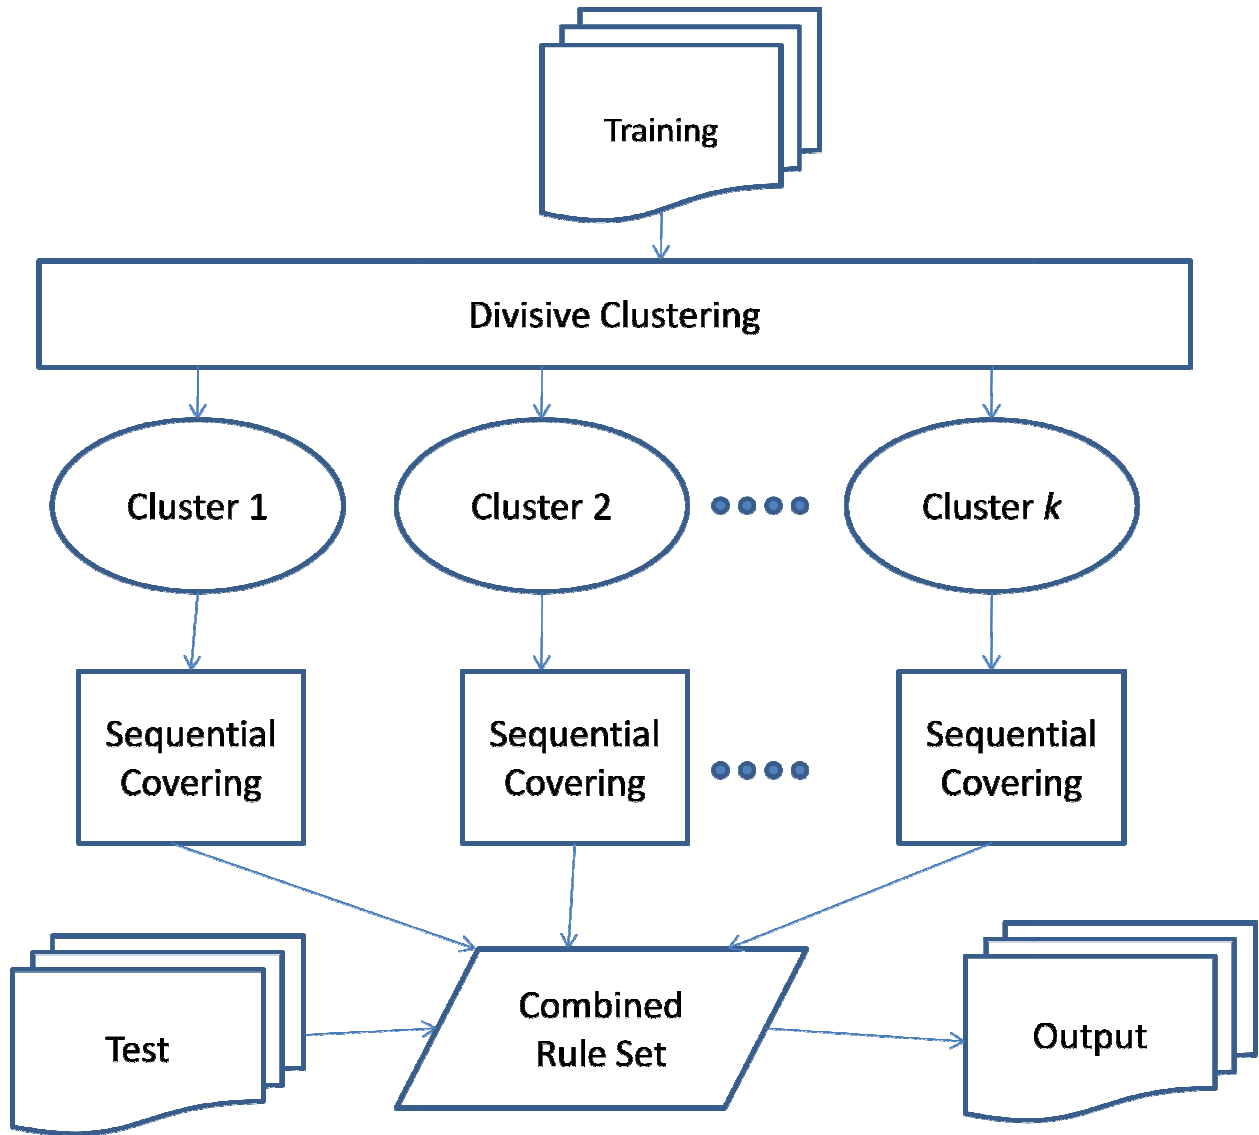 Training
Divisive Clustering
Cluster 1
Cluster 2
Cluster k
Sequential
Covering
Sequential
Covering
Sequential
Covering
Test
Combined
Rule Set
Output